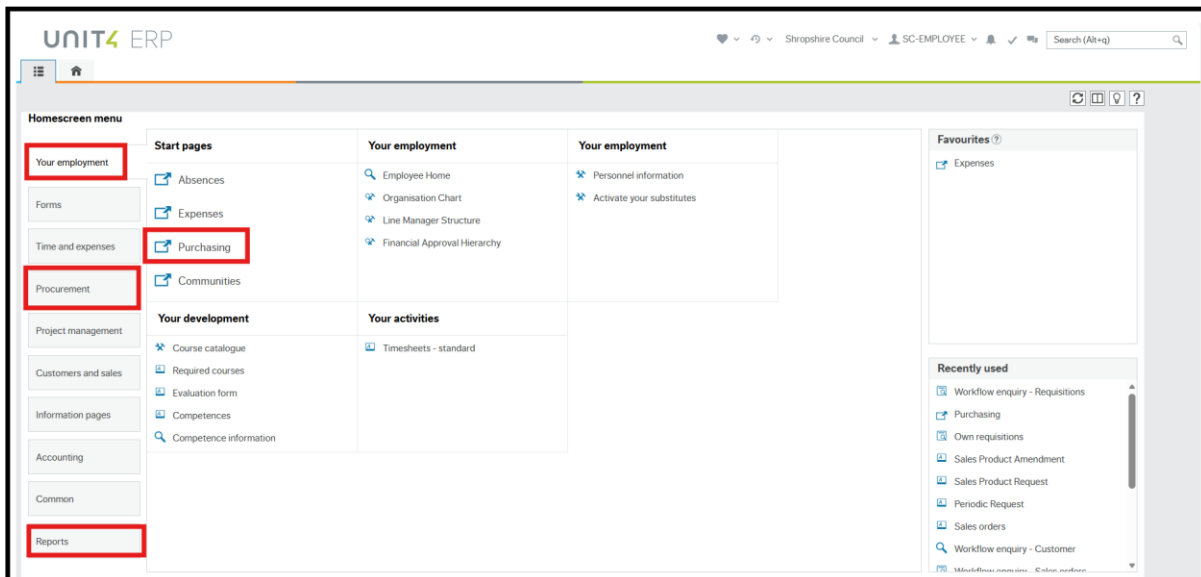 UNIT4 ERP
Shropshire Council
SC-EMPLOYEE
Search (Alt+q)
?
Homescreen menu
Your employment
Forms
Time and expenses
Procurement
Project management
Customers and sales
Information pages
Accounting
Common
Reports
Start pages
Absences
Expenses
Purchasing
Communities
Your employment
Employee Home
Organisation Chart
Line Manager Structure
Financial Approval Hierarchy
Your employment
Personnel information
Activate your substitutes
Your development
Course catalogue
Required courses
Evaluation form
Competences
Competence information
Your activities
Timesheets - standard
Favourites ?
Expenses
Recently used
Workflow enquiry - Requisitions
Purchasing
Own requisitions
Sales Product Amendment
Sales Product Request
Periodic Request
Sales orders
Workflow enquiry - Customer
Workflow enquiry - Sales orders